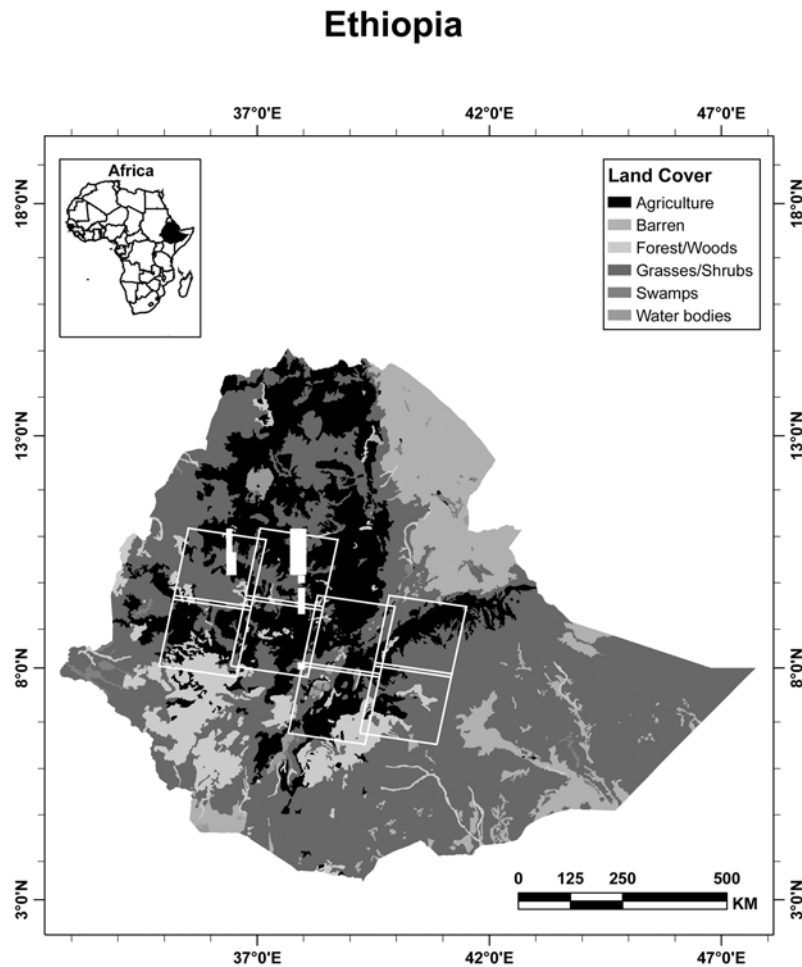 Ethiopia
37°0'E 42°0'E 47°0'E
Africa
Land Cover
Agriculture
Barren
Forest/Woods
Grasses/Shrubs
Swamps
Water bodies
18°0'N 18°0'N
13°0'N 13°0'N
8°0'N 8°0'N
3°0'N 3°0'N
0 125 250 500
KM
37°0'E 42°0'E 47°0'E